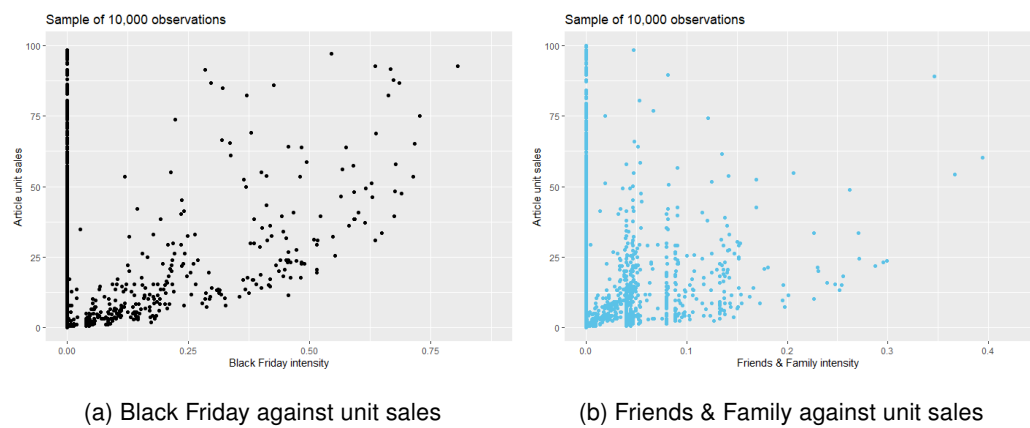 Sample of 10,000 observations
Article unit sales
100
75
50
25
0
0.00 0.25 0.50 0.75
Black Friday intensity
(a) Black Friday against unit sales
Sample of 10,000 observations
Article unit sales
100
75
50
25
0
0.0 0.1 0.2 0.3 0.4
Friends & Family intensity
(b) Friends & Family against unit sales